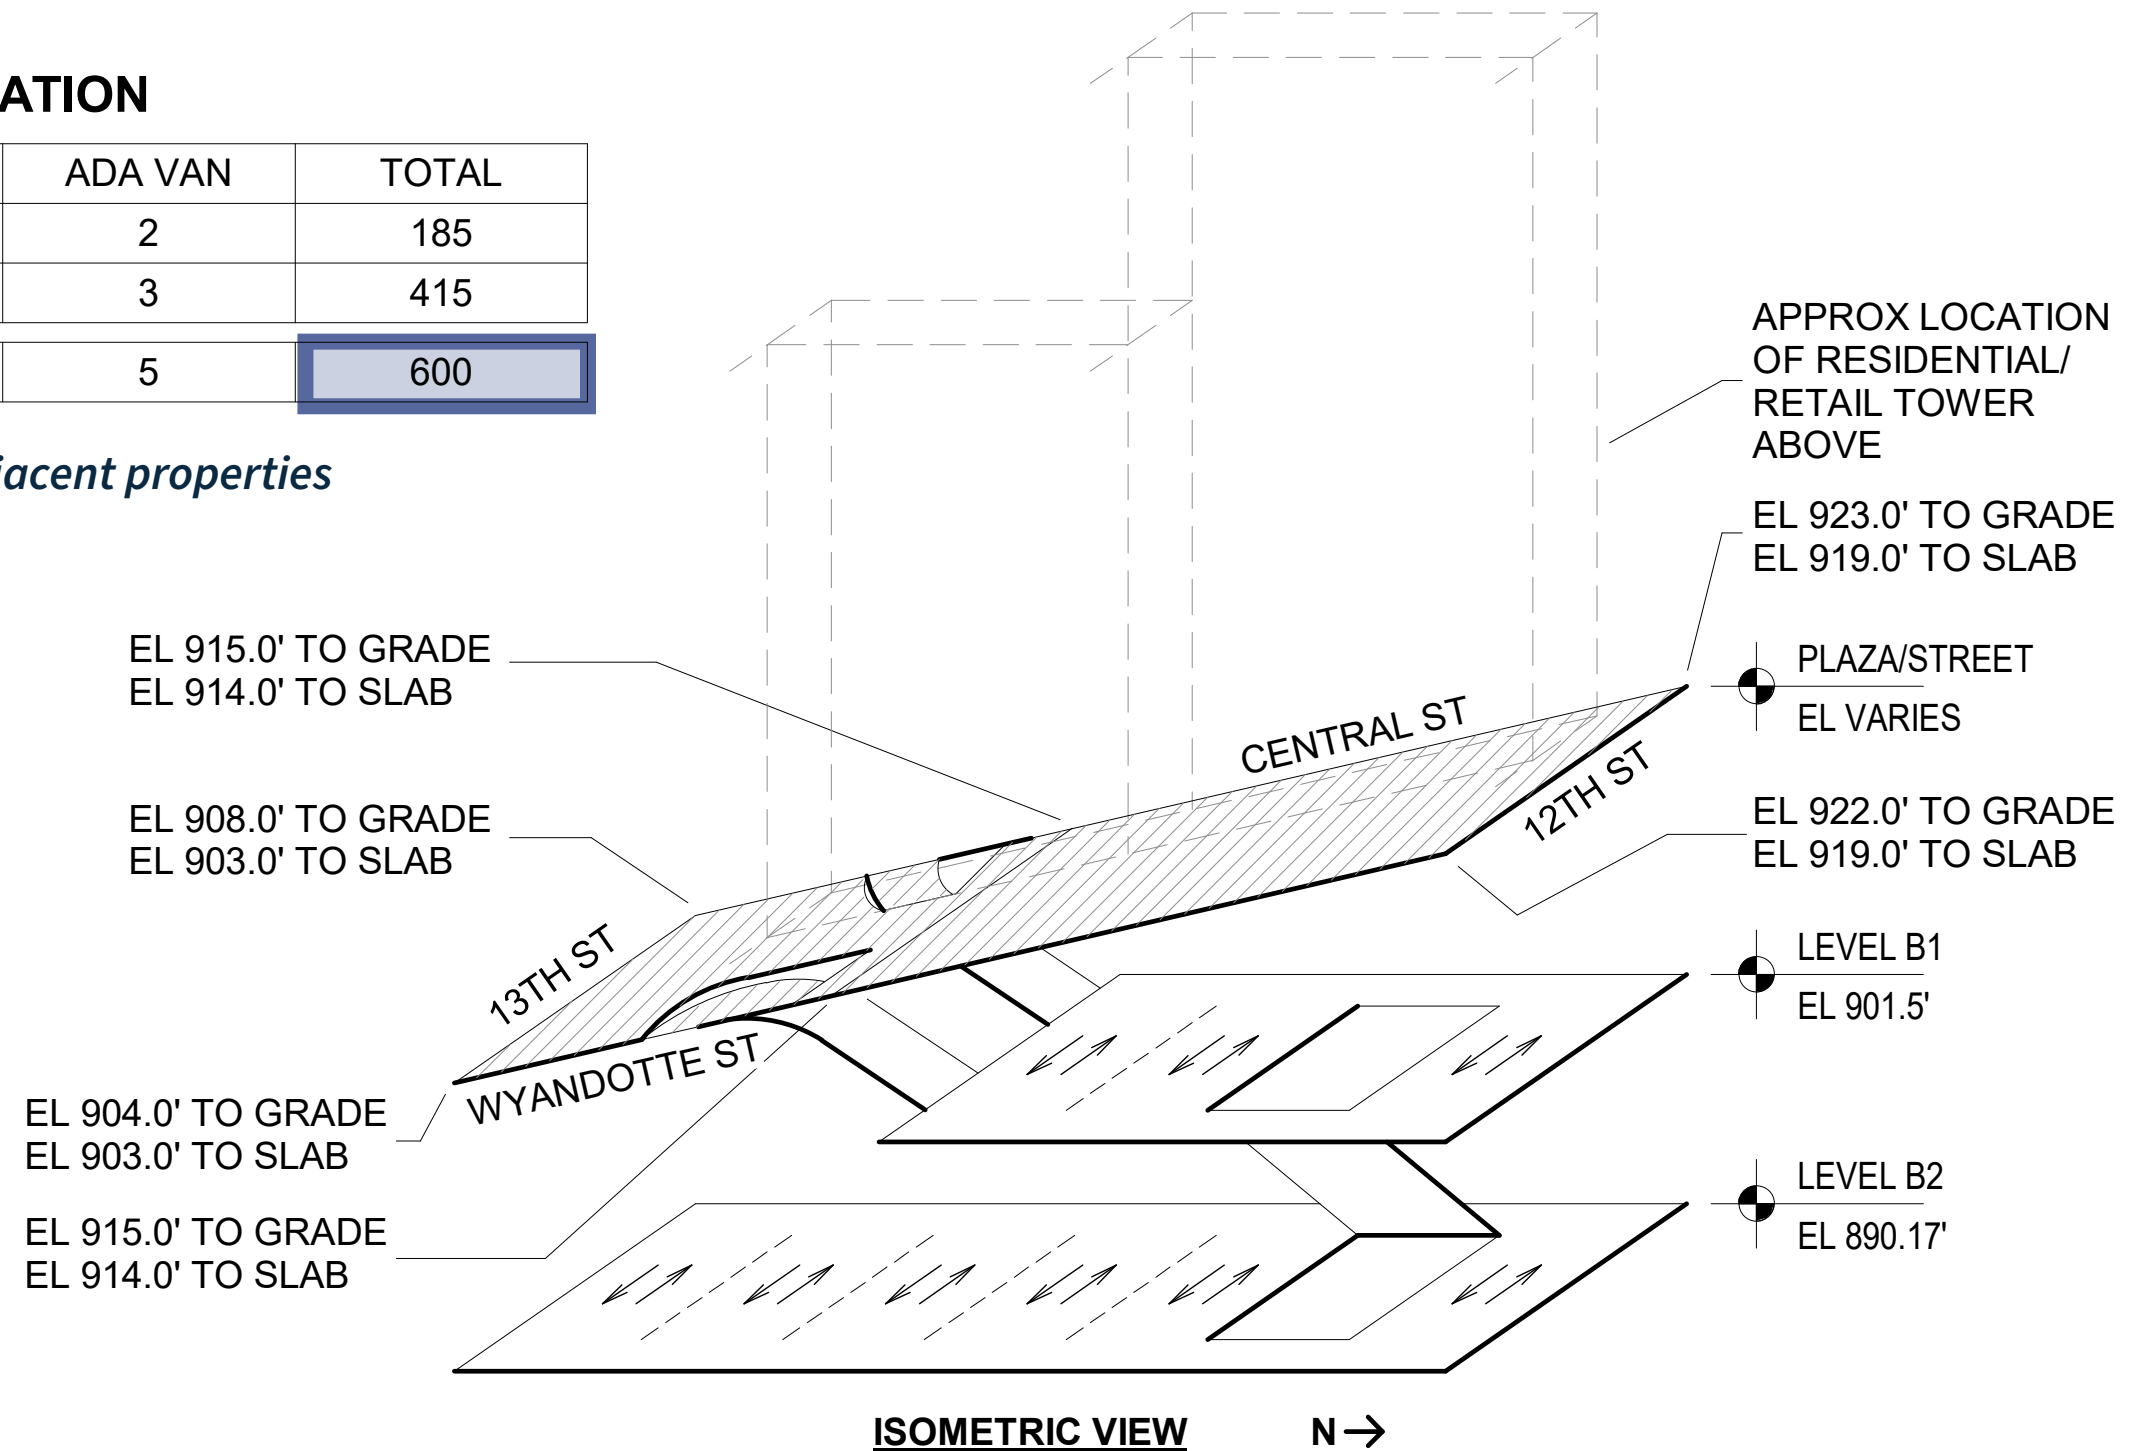 ATION
ADA VAN TOTAL
2 185
3 415
5 600
jacent properties
APPROX LOCATION
OF RESIDENTIAL/
RETAIL TOWER
ABOVE
EL 923.0' TO GRADE
EL 919.0' TO SLAB
EL 915.0' TO GRADE
EL 914.0' TO SLAB
PLAZA/STREET
EL VARIES
CENTRAL ST
12TH ST
EL 908.0' TO GRADE
EL 903.0' TO SLAB
EL 922.0' TO GRADE
EL 919.0' TO SLAB
13TH ST
WYANDOTTE ST
LEVEL B1
EL 901.5'
EL 904.0' TO GRADE
EL 903.0' TO SLAB
LEVEL B2
EL 890.17'
EL 915.0' TO GRADE
EL 914.0' TO SLAB
ISOMETRIC VIEW N